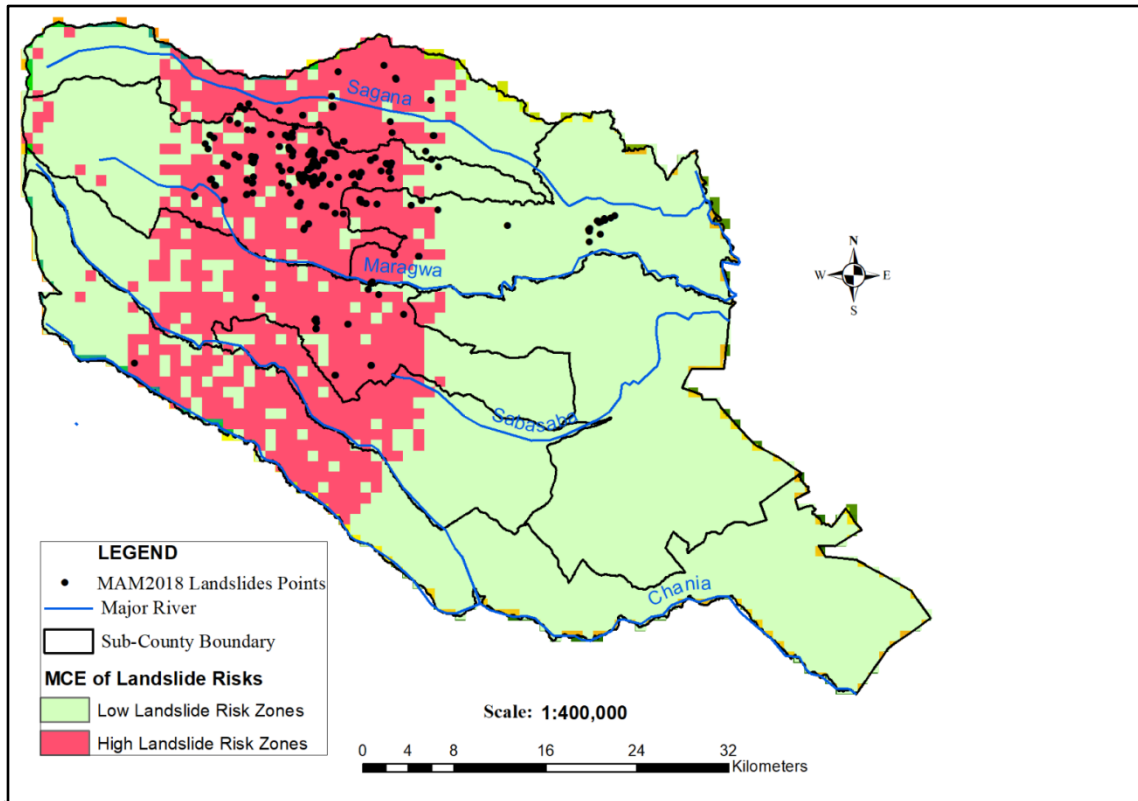 Sagana
N
W E
S
Maragwa
Sabasaba
Chania
LEGEND
MAM2018 Landslides Points
Major River
Sub-County Boundary
MCE of Landslide Risks
Low Landslide Risk Zones
High Landslide Risk Zones
Scale: 1:400,000
0 4 8 16 24 32
Kilometers